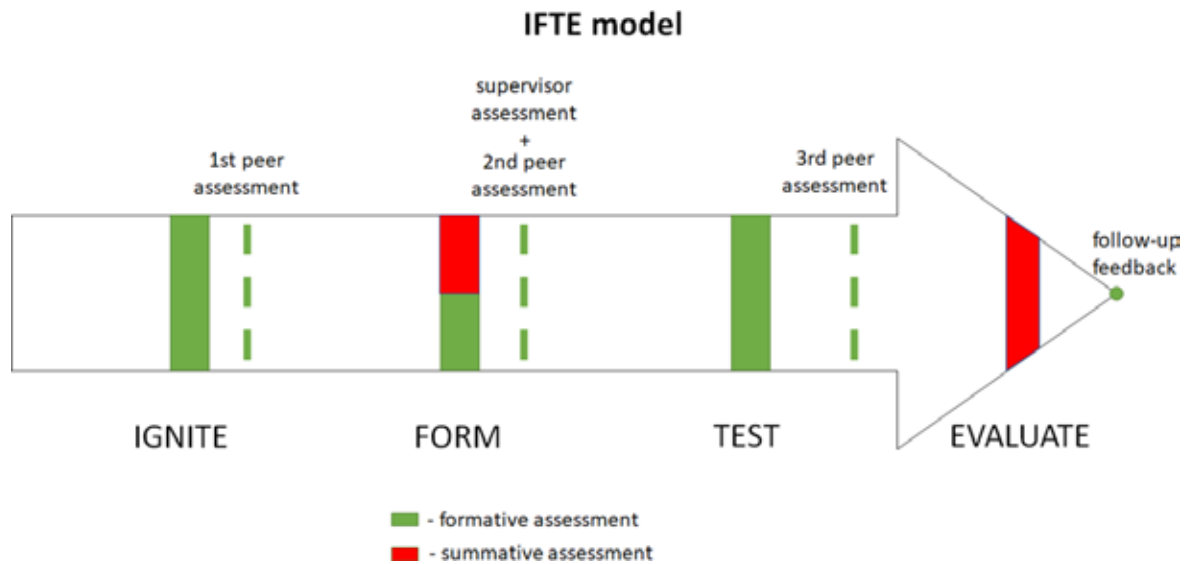 IFTE model
supervisor
assessment
+
2nd peer
assessment
1st peer
assessment
3rd peer
assessment
follow-up
feedback
IGNITE
FORM
TEST
EVALUATE
- formative assessment
- summative assessment